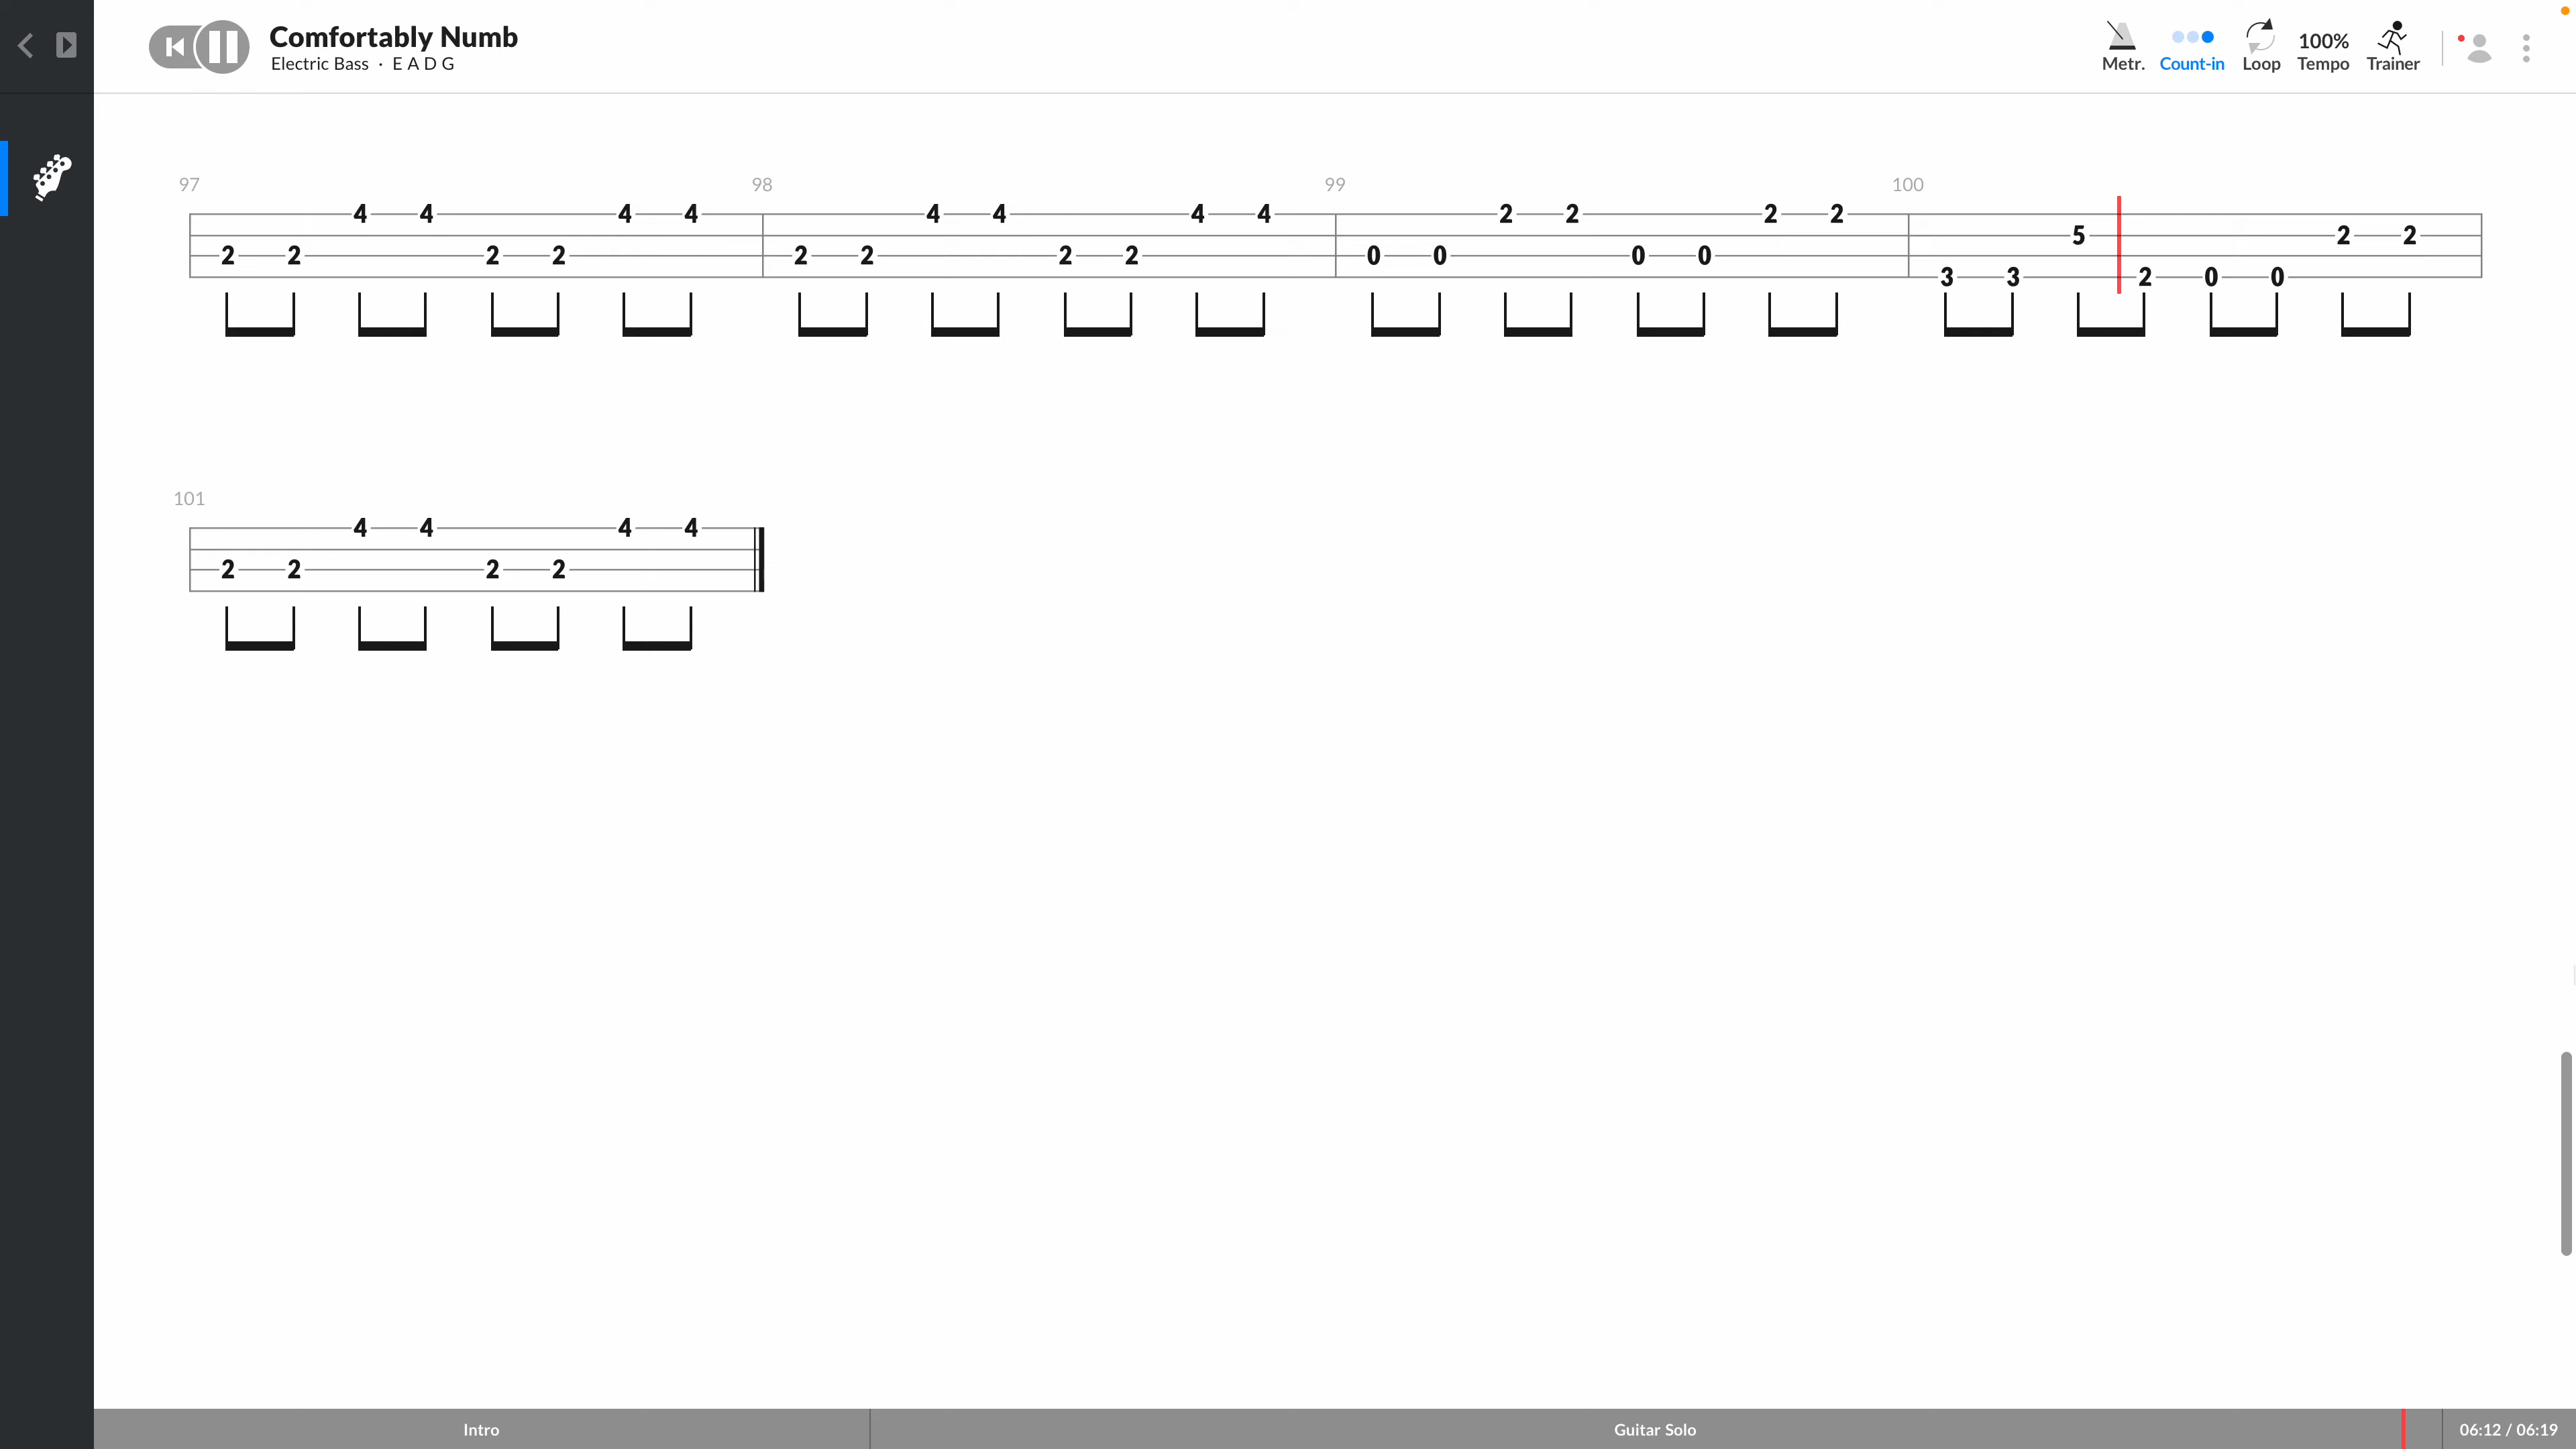 Comfortably Numb
Electric Bass · E A D G
Metr. Count-in Loop 100% Tempo Trainer
97 98 99 100
4 4 4 4 4 4 4 4 2 2 2 2
5 2 2
2 2 2 2 2 2 2 2 0 0 0 0
3 3 2 0 0
101
4 4 4 4
2 2 2 2
Intro Guitar Solo 06:12 / 06:19